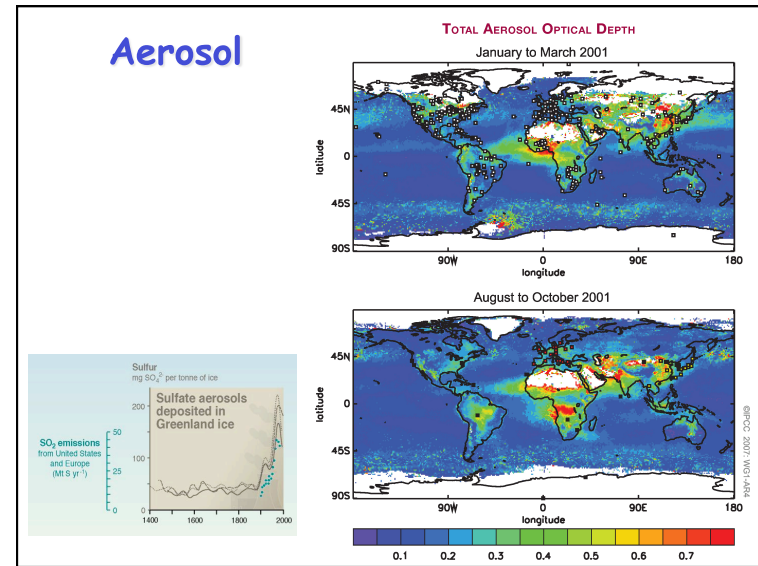 Aerosol
TOTAL AEROSOL OPTICAL DEPTH
January to March 2001
latitude
45N
0
45S
90S
90W
0
90E
180
longitude
August to October 2001
latitude
45N
0
45S
90S
90W
0
90E
180
longitude
0.1 0.2 0.3 0.4 0.5 0.6 0.7
©IPCC 2007: WG1-AR4
Sulfur
mg SO₄²⁻ per tonne of ice
Sulfate aerosols
deposited in
Greenland ice
200
100
0
SO₂ emissions
from United States
and Europe
(Mt S yr⁻¹)
50
25
0
1400 1600 1800 2000